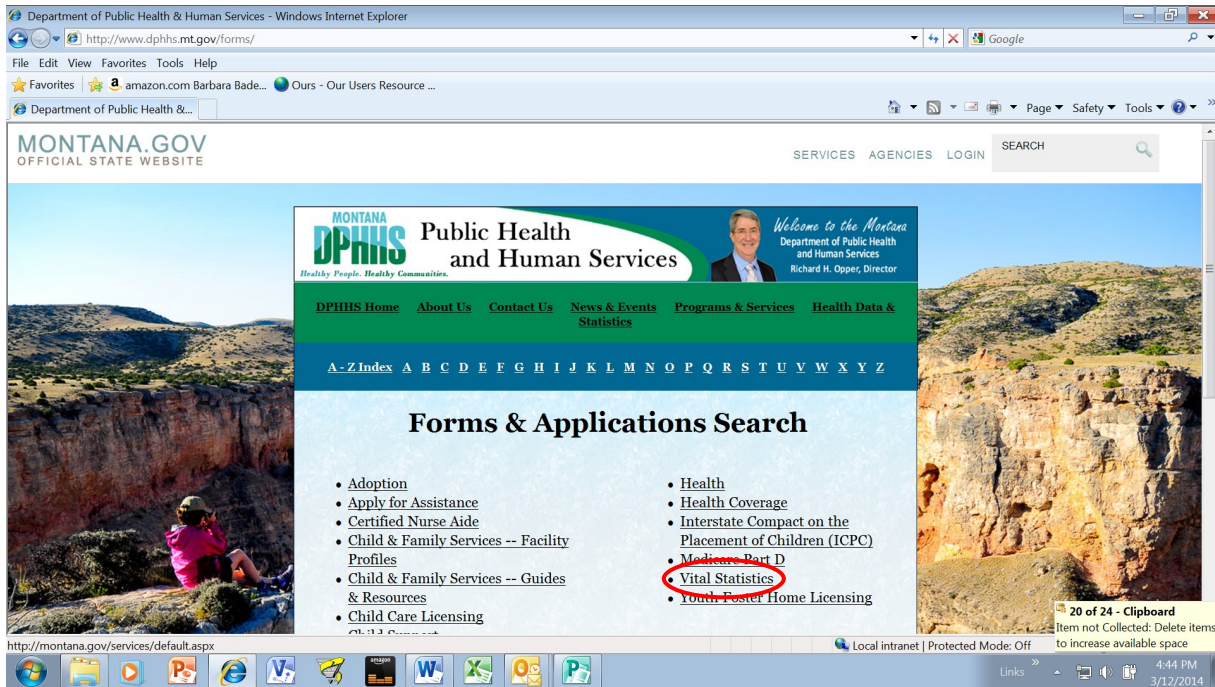 Department of Public Health & Human Services - Windows Internet Explorer
http://www.dphhs.mt.gov/forms/
Google
File Edit View Favorites Tools Help
Favorites amazon.com Barbara Bade... Ours - Our Users Resource ...
Department of Public Health &...
Page Safety Tools
MONTANA.GOV
OFFICIAL STATE WEBSITE
SERVICES AGENCIES LOGIN
SEARCH
MONTANA
DPHHS
Healthy People. Healthy Communities.
Public Health
and Human Services
Welcome to the Montana
Department of Public Health
and Human Services
Richard H. Opper, Director
DPHHS Home About Us Contact Us News & Events Programs & Services Health Data &
Statistics
A - Z Index A B C D E F G H I J K L M N O P Q R S T U V W X Y Z
Forms & Applications Search
• Adoption
• Apply for Assistance
• Certified Nurse Aide
• Child & Family Services -- Facility
Profiles
• Child & Family Services -- Guides
& Resources
• Child Care Licensing
Child Support
• Health
• Health Coverage
• Interstate Compact on the
Placement of Children (ICPC)
• Medicare Part D
• Vital Statistics
• Youth Foster Home Licensing
20 of 24 - Clipboard
Item not Collected: Delete items
to increase available space
http://montana.gov/services/default.aspx
Local intranet | Protected Mode: Off
amazon
Links
4:44 PM
3/12/2014